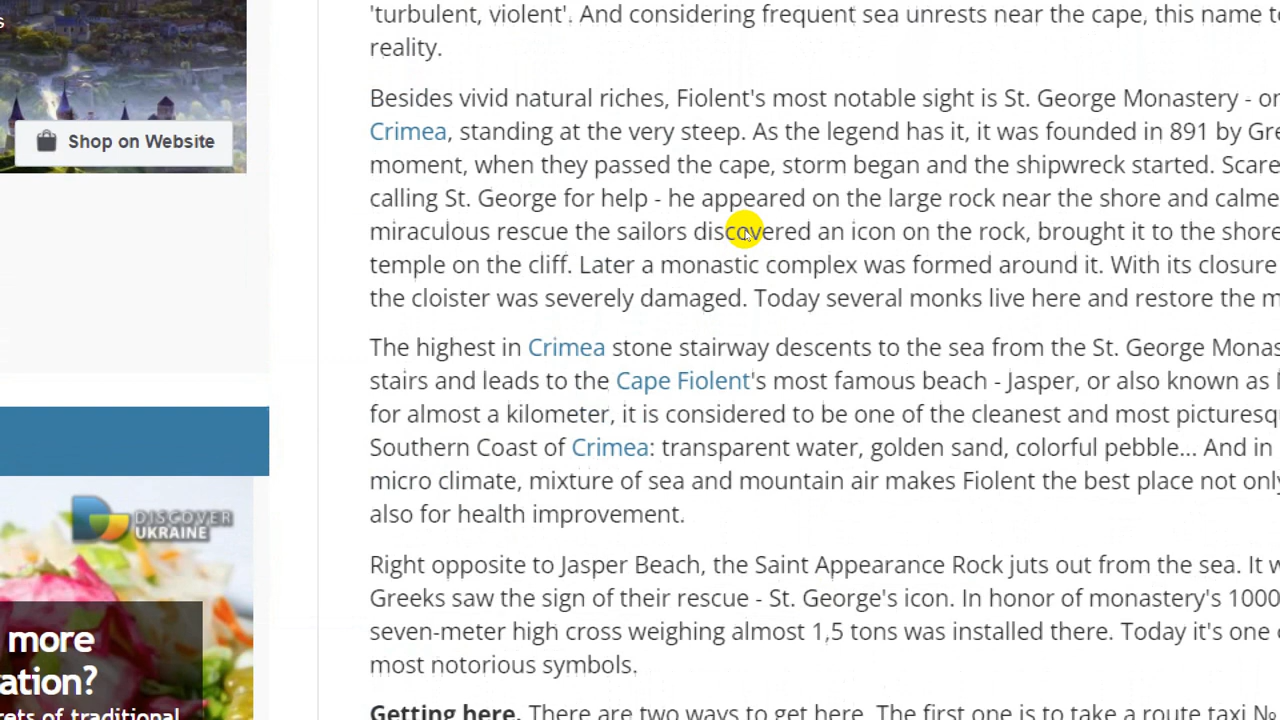 s
Shop on Website
DISCOVER
UKRAINE
more
ation?
ets of traditional
'turbulent, violent'. And considering frequent sea unrests near the cape, this name to
reality.
Besides vivid natural riches, Fiolent's most notable sight is St. George Monastery - on
Crimea, standing at the very steep. As the legend has it, it was founded in 891 by Gre
moment, when they passed the cape, storm began and the shipwreck started. Scare
calling St. George for help - he appeared on the large rock near the shore and calme
miraculous rescue the sailors discovered an icon on the rock, brought it to the shore
temple on the cliff. Later a monastic complex was formed around it. With its closure
the cloister was severely damaged. Today several monks live here and restore the m
The highest in Crimea stone stairway descents to the sea from the St. George Monas
stairs and leads to the Cape Fiolent's most famous beach - Jasper, or also known as
for almost a kilometer, it is considered to be one of the cleanest and most picturesq
Southern Coast of Crimea: transparent water, golden sand, colorful pebble... And in
micro climate, mixture of sea and mountain air makes Fiolent the best place not only
also for health improvement.
Right opposite to Jasper Beach, the Saint Appearance Rock juts out from the sea. It w
Greeks saw the sign of their rescue - St. George's icon. In honor of monastery's 1000
seven-meter high cross weighing almost 1,5 tons was installed there. Today it's one
most notorious symbols.
Getting here. There are two ways to get here. The first one is to take a route taxi №